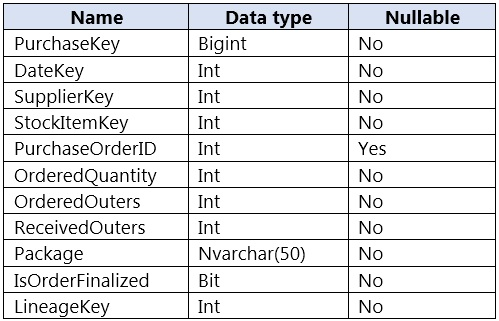 Name Data type Nullable
PurchaseKey Bigint No
DateKey Int No
SupplierKey Int No
StockItemKey Int No
PurchaseOrderID Int Yes
OrderedQuantity Int No
OrderedOuters Int No
ReceivedOuters Int No
Package Nvarchar(50) No
IsOrderFinalized Bit No
LineageKey Int No